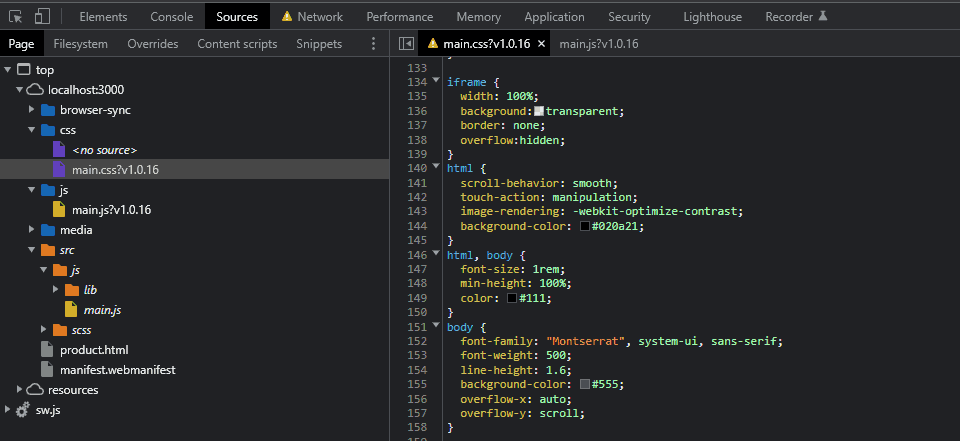 Elements Console Sources Network Performance Memory Application Security Lighthouse Recorder
Page Filesystem Overrides Content scripts Snippets
main.css?v1.0.16 main.js?v1.0.16
top
localhost:3000
browser-sync
css
<no source>
main.css?v1.0.16
js
main.js?v1.0.16
media
src
js
lib
main.js
scss
product.html
manifest.webmanifest
resources
sw.js
133
134 iframe {
135 width: 100%;
136 background: transparent;
137 border: none;
138 overflow:hidden;
139 }
140 html {
141 scroll-behavior: smooth;
142 touch-action: manipulation;
143 image-rendering: -webkit-optimize-contrast;
144 background-color: #020a21;
145 }
146 html, body {
147 font-size: 1rem;
148 min-height: 100%;
149 color: #111;
150 }
151 body {
152 font-family: "Montserrat", system-ui, sans-serif;
153 font-weight: 500;
154 line-height: 1.6;
155 background-color: #555;
156 overflow-x: auto;
157 overflow-y: scroll;
158 }